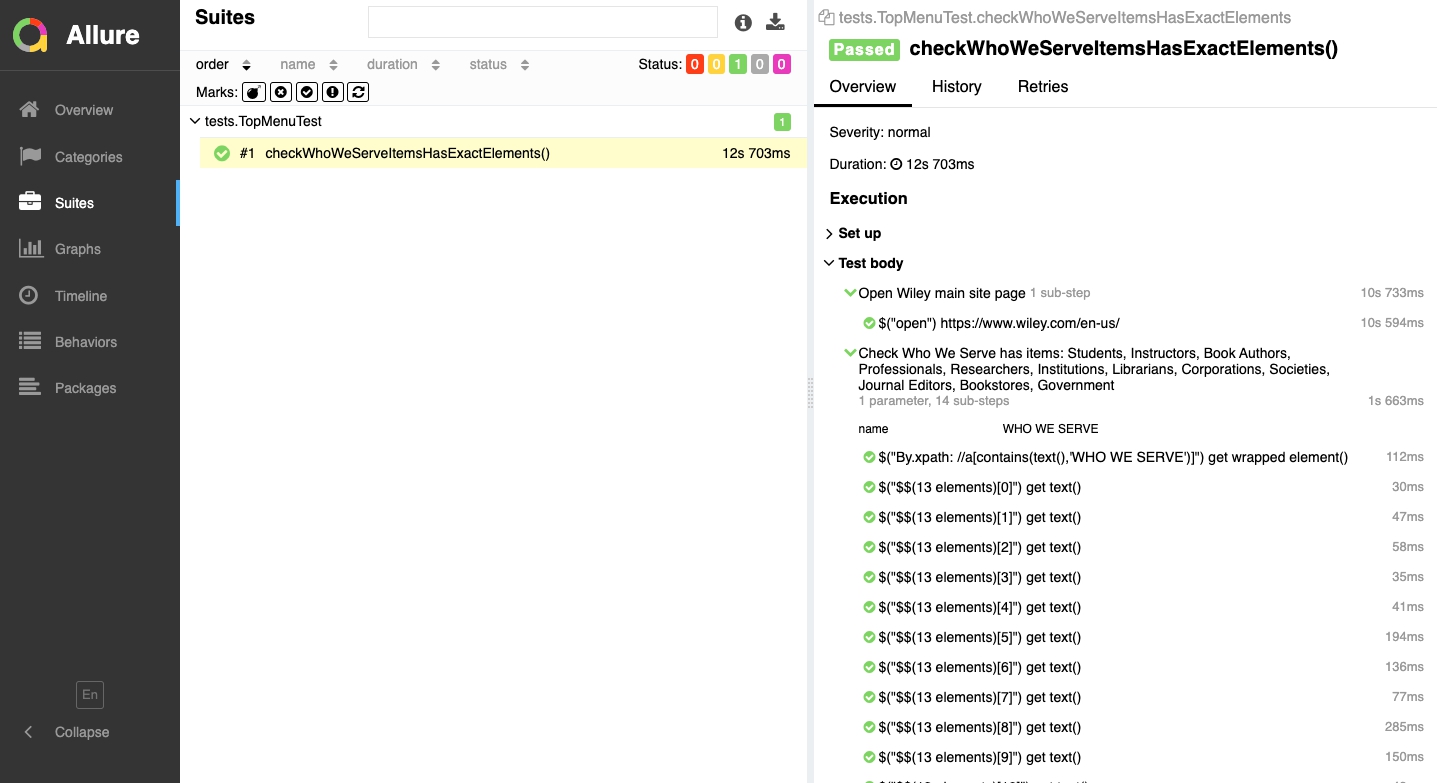 Allure
Overview
Categories
Suites
Graphs
Timeline
Behaviors
Packages
En
Collapse
Suites
order name duration status
Status: 0 0 1 0 0
Marks:
tests.TopMenuTest 1
#1 checkWhoWeServeItemsHasExactElements() 12s 703ms
tests.TopMenuTest.checkWhoWeServeItemsHasExactElements
Passed checkWhoWeServeItemsHasExactElements()
Overview History Retries
Severity: normal
Duration: 12s 703ms
Execution
Set up
Test body
Open Wiley main site page 1 sub-step 10s 733ms
$("open") https://www.wiley.com/en-us/ 10s 594ms
Check Who We Serve has items: Students, Instructors, Book Authors,
Professionals, Researchers, Institutions, Librarians, Corporations, Societies,
Journal Editors, Bookstores, Government
1 parameter, 14 sub-steps 1s 663ms
name WHO WE SERVE
$("By.xpath: //a[contains(text(),'WHO WE SERVE')]") get wrapped element() 112ms
$("$$(13 elements)[0]") get text() 30ms
$("$$(13 elements)[1]") get text() 47ms
$("$$(13 elements)[2]") get text() 58ms
$("$$(13 elements)[3]") get text() 35ms
$("$$(13 elements)[4]") get text() 41ms
$("$$(13 elements)[5]") get text() 194ms
$("$$(13 elements)[6]") get text() 136ms
$("$$(13 elements)[7]") get text() 77ms
$("$$(13 elements)[8]") get text() 285ms
$("$$(13 elements)[9]") get text() 150ms